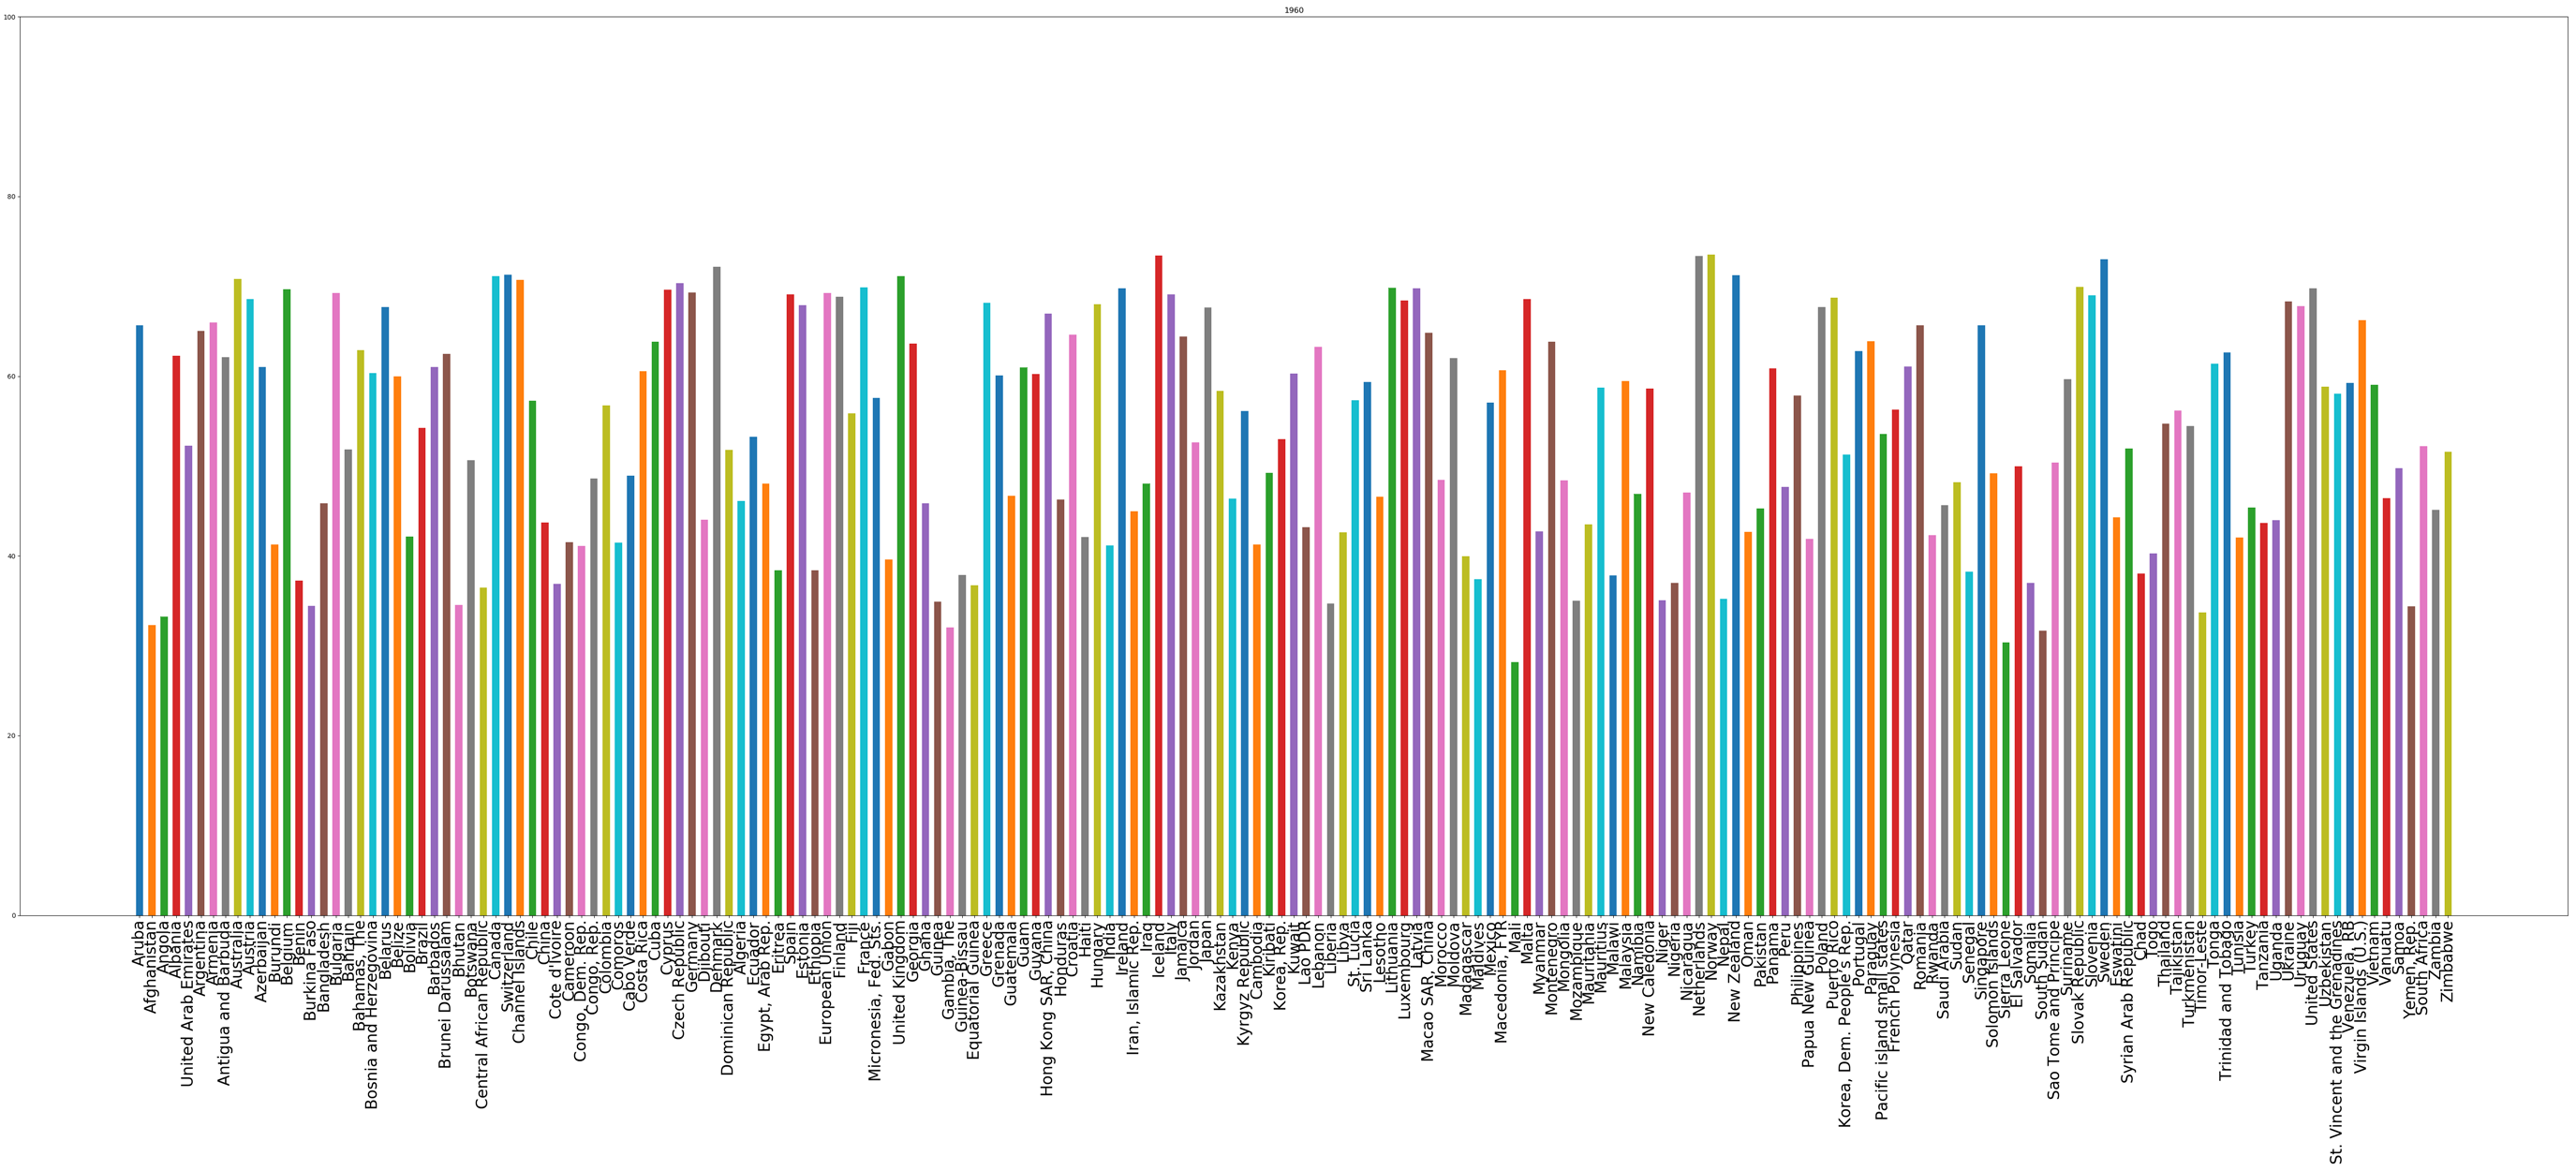 1960
100
80
60
40
20
0
Aruba
Afghanistan
Angola
Albania
United Arab Emirates
Argentina
Armenia
Antigua and Barbuda
Australia
Austria
Azerbaijan
Burundi
Belgium
Benin
Burkina Faso
Bangladesh
Bulgaria
Bahrain
Bahamas, The
Bosnia and Herzegovina
Belarus
Belize
Bolivia
Brazil
Barbados
Brunei Darussalam
Bhutan
Botswana
Central African Republic
Canada
Switzerland
Channel Islands
Chile
China
Cote d'Ivoire
Cameroon
Congo, Dem. Rep.
Congo, Rep.
Colombia
Comoros
Cabo Verde
Costa Rica
Cuba
Cyprus
Czech Republic
Germany
Djibouti
Denmark
Dominican Republic
Algeria
Ecuador
Egypt, Arab Rep.
Eritrea
Spain
Estonia
Ethiopia
European Union
Finland
Fiji
France
Micronesia, Fed. Sts.
Gabon
United Kingdom
Georgia
Ghana
Guinea
Gambia, The
Guinea-Bissau
Equatorial Guinea
Greece
Grenada
Guatemala
Guam
Guyana
Hong Kong SAR, China
Honduras
Croatia
Haiti
Hungary
India
Ireland
Iran, Islamic Rep.
Iraq
Iceland
Italy
Jamaica
Jordan
Japan
Kazakhstan
Kenya
Kyrgyz Republic
Cambodia
Kiribati
Korea, Rep.
Kuwait
Lao PDR
Lebanon
Liberia
Libya
St. Lucia
Sri Lanka
Lesotho
Lithuania
Luxembourg
Latvia
Macao SAR, China
Morocco
Moldova
Madagascar
Maldives
Mexico
Macedonia, FYR
Mali
Malta
Myanmar
Montenegro
Mongolia
Mozambique
Mauritania
Mauritius
Malawi
Malaysia
Namibia
New Caledonia
Niger
Nigeria
Nicaragua
Netherlands
Norway
Nepal
New Zealand
Oman
Pakistan
Panama
Peru
Philippines
Papua New Guinea
Poland
Puerto Rico
Korea, Dem. People's Rep.
Portugal
Paraguay
Pacific island small states
French Polynesia
Qatar
Romania
Rwanda
Saudi Arabia
Sudan
Senegal
Singapore
Solomon Islands
Sierra Leone
El Salvador
Somalia
South Sudan
Sao Tome and Principe
Suriname
Slovak Republic
Slovenia
Sweden
Eswatini
Syrian Arab Republic
Chad
Togo
Thailand
Tajikistan
Turkmenistan
Timor-Leste
Tonga
Trinidad and Tobago
Tunisia
Turkey
Tanzania
Uganda
Ukraine
Uruguay
United States
Uzbekistan
St. Vincent and the Grenadines
Venezuela, RB
Virgin Islands (U.S.)
Vietnam
Vanuatu
Samoa
Yemen, Rep.
South Africa
Zambia
Zimbabwe